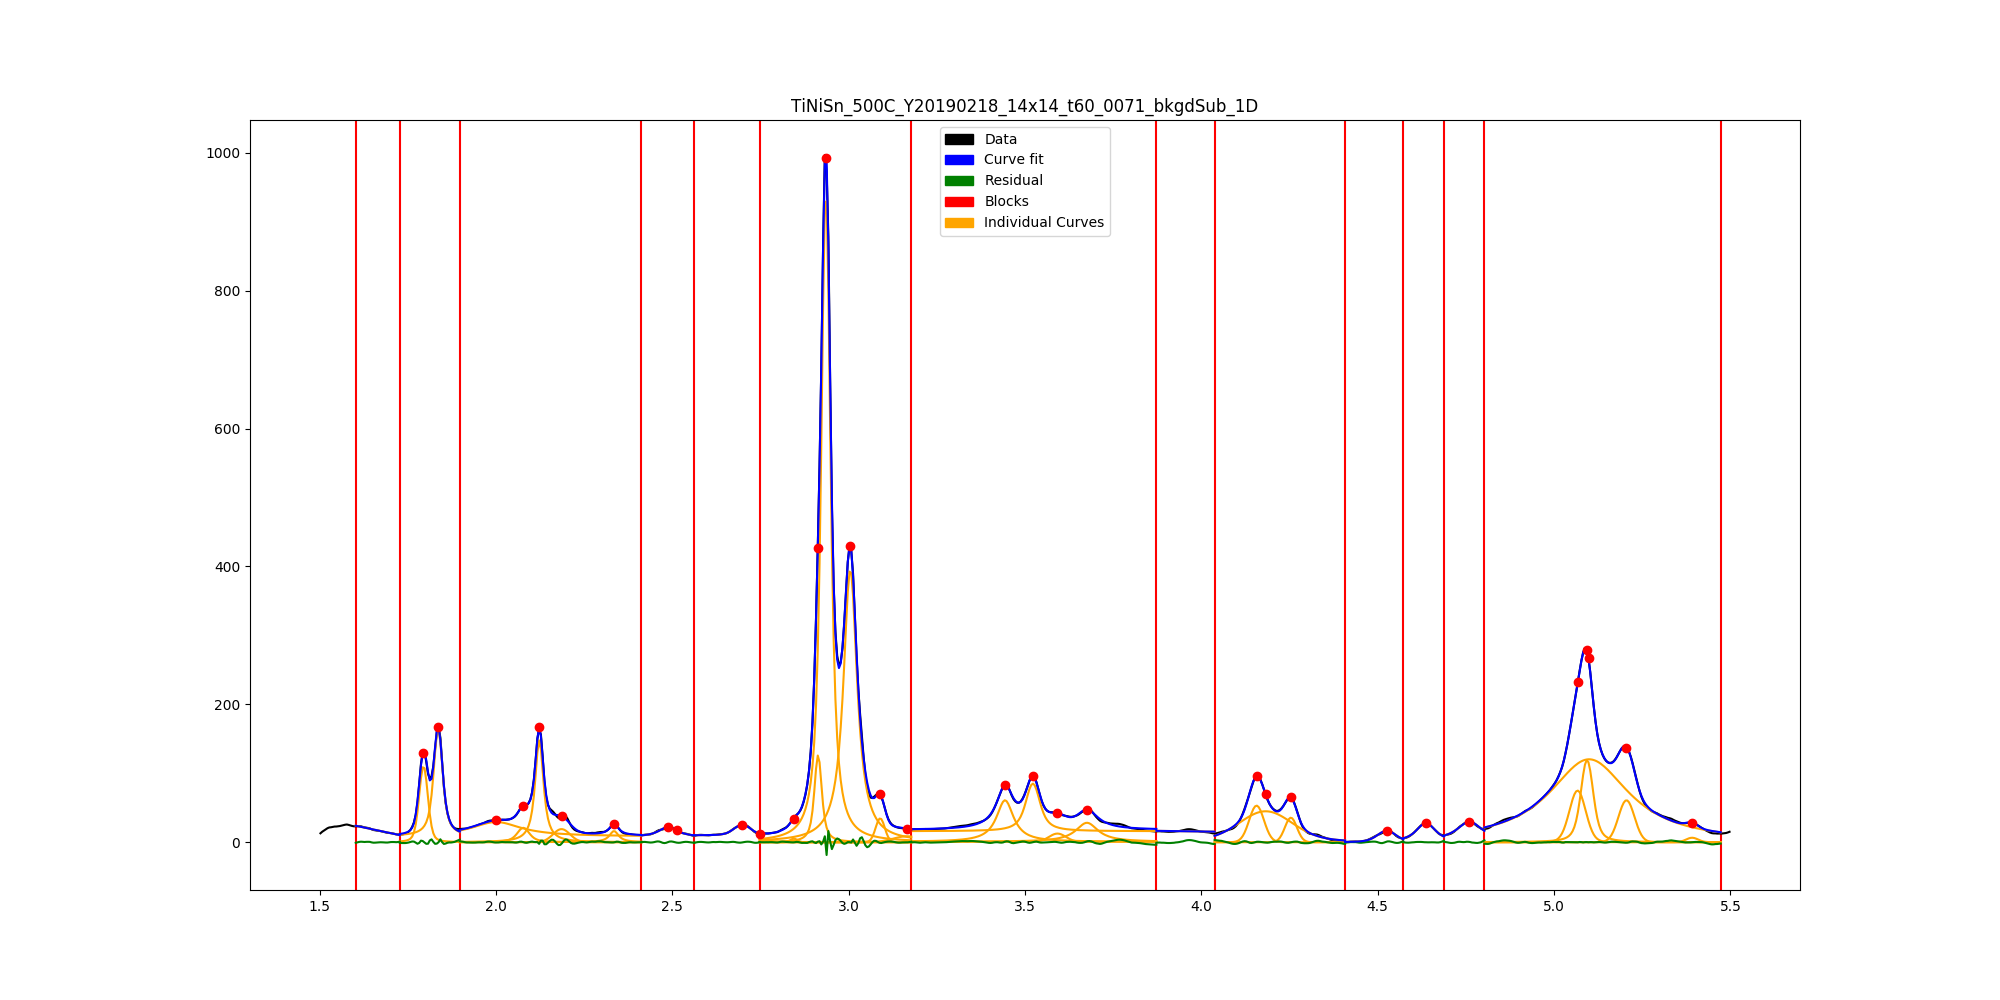 TiNiSn_500C_Y20190218_14x14_t60_0071_bkgdSub_1D
Data
Curve fit
Residual
Blocks
Individual Curves
1000
800
600
400
200
0
1.5 2.0 2.5 3.0 3.5 4.0 4.5 5.0 5.5